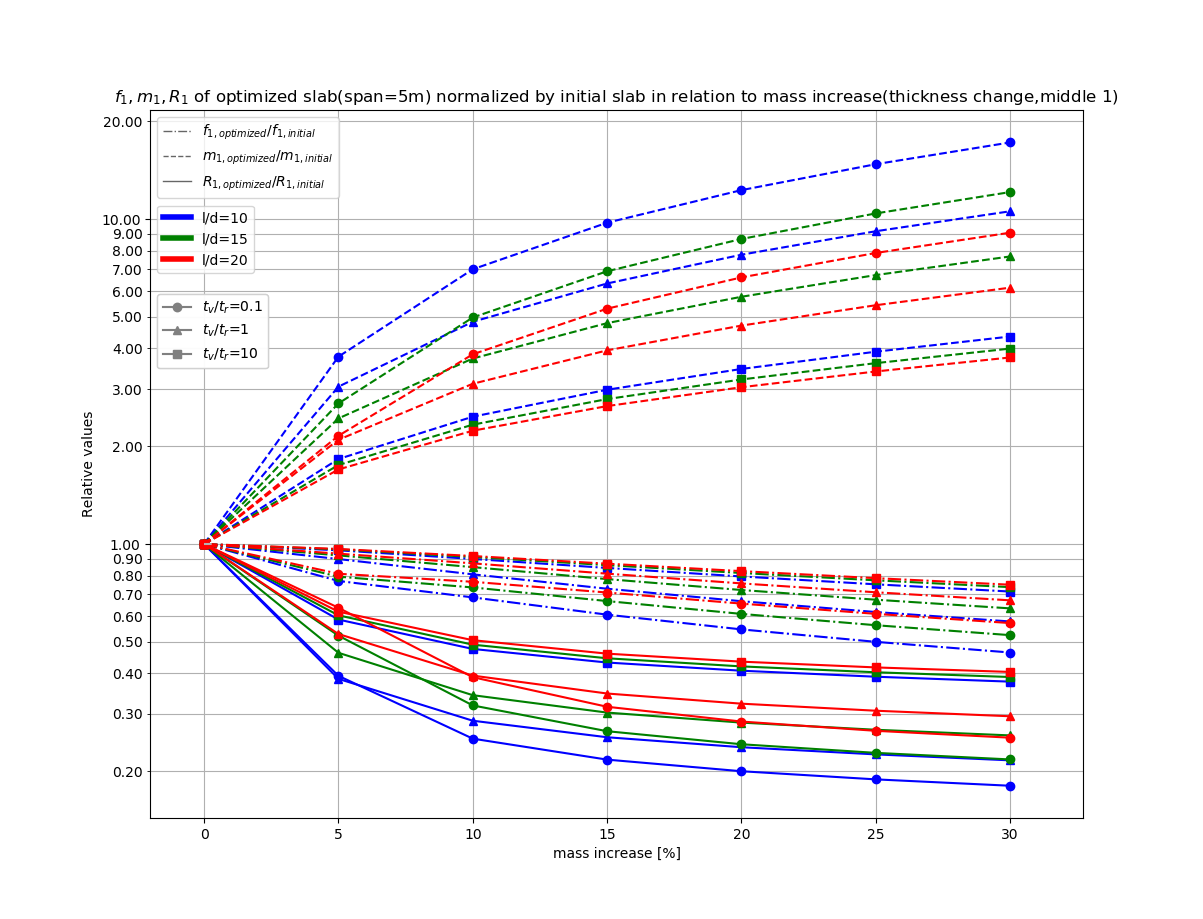 f1, m1, R1 of optimized slab(span=5m) normalized by initial slab in relation to mass increase(thickness change,middle 1)
f1,optimized/f1,initial
m1,optimized/m1,initial
R1,optimized/R1,initial
l/d=10
l/d=15
l/d=20
tv/tr=0.1
tv/tr=1
tv/tr=10
Relative values
20.00
10.00
9.00
8.00
7.00
6.00
5.00
4.00
3.00
2.00
1.00
0.90
0.80
0.70
0.60
0.50
0.40
0.30
0.20
0 5 10 15 20 25 30
mass increase [%]